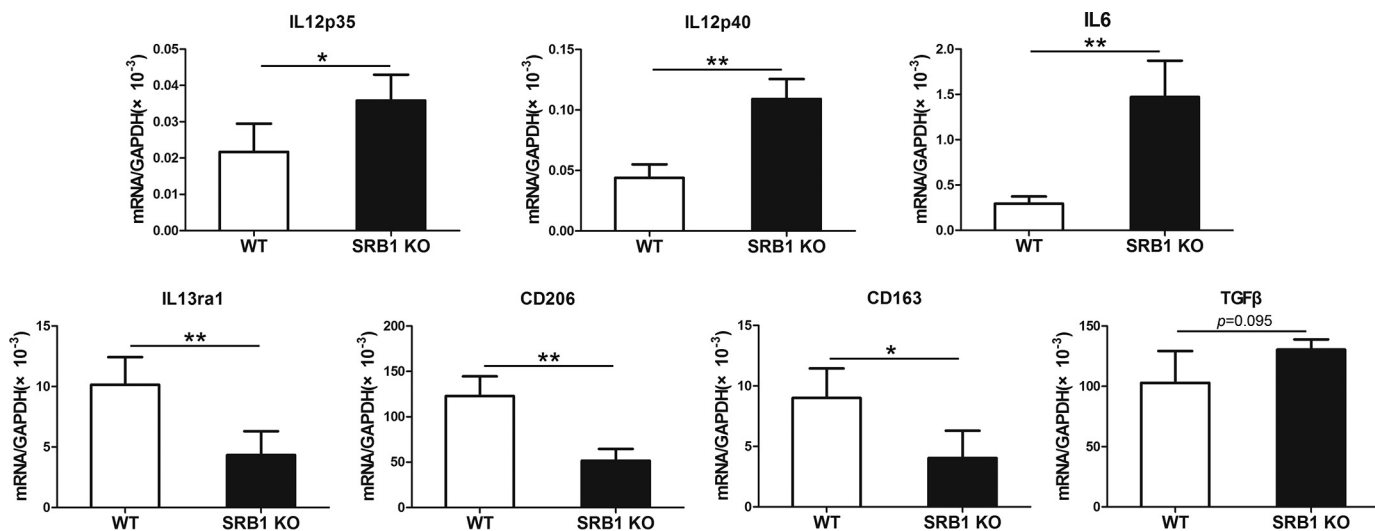 IL12p35
mRNA/GAPDH(× 10⁻³)
0.05
0.04
0.03
0.02
0.01
0.00
*
WT
SRB1 KO
IL12p40
mRNA/GAPDH(× 10⁻³)
0.15
0.10
0.05
0.00
**
WT
SRB1 KO
IL6
mRNA/GAPDH(× 10⁻³)
2.0
1.5
1.0
0.5
0.0
**
WT
SRB1 KO
IL13ra1
mRNA/GAPDH(× 10⁻³)
15
10
5
0
**
WT
SRB1 KO
CD206
mRNA/GAPDH(× 10⁻³)
200
150
100
50
0
**
WT
SRB1 KO
CD163
mRNA/GAPDH(× 10⁻³)
15
10
5
0
*
WT
SRB1 KO
TGFβ
mRNA/GAPDH(× 10⁻³)
150
100
50
0
p=0.095
WT
SRB1 KO